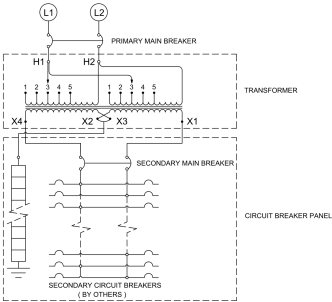 L1 L2
PRIMARY MAIN BREAKER
H1 H2
1 2 3 4 5 1 2 3 4 5
TRANSFORMER
X4 X2 X3 X1
SECONDARY MAIN BREAKER
CIRCUIT BREAKER PANEL
SECONDARY CIRCUIT BREAKERS
( BY OTHERS )